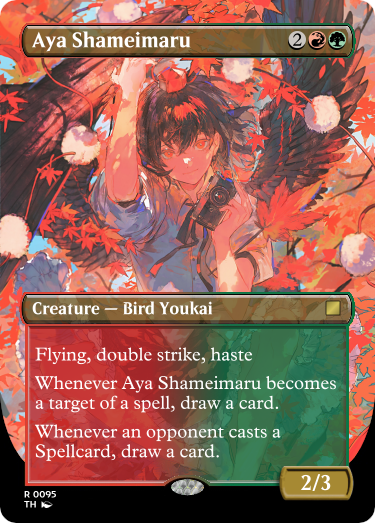 Aya Shameimaru 2
Creature — Bird Youkai
Flying, double strike, haste
Whenever Aya Shameimaru becomes
a target of a spell, draw a card.
Whenever an opponent casts a
Spellcard, draw a card.
2/3
R 0095
TH